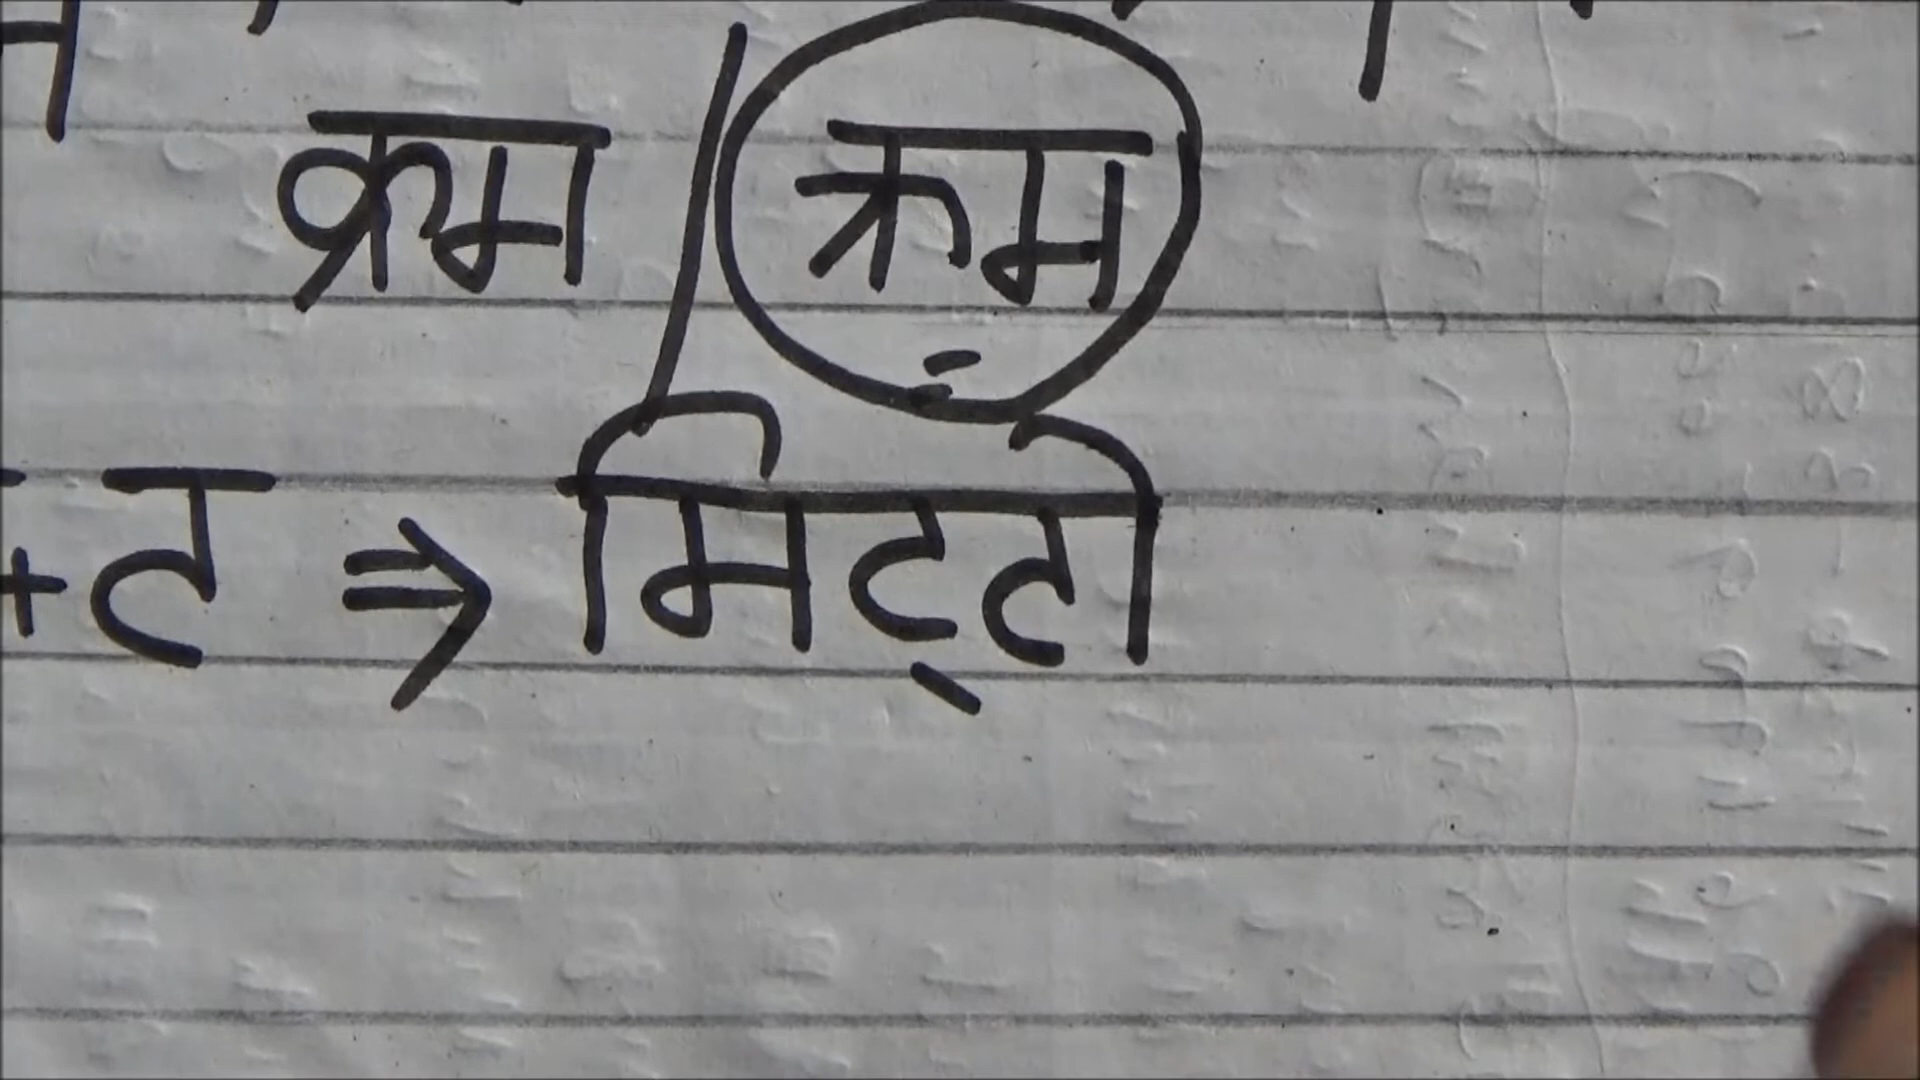 क्रम / क्रम
+ ट ⇒ मिट्टी